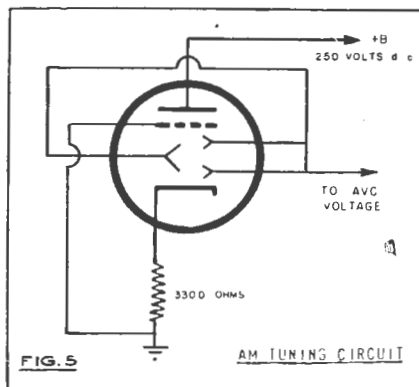 +B
250 VOLTS d c
TO AVC
VOLTAGE
3300 OHMS
FIG. 5
AM TUNING CIRCUIT